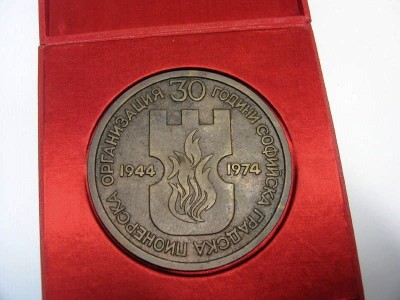 30 ГОДИНИ СОФИЙСКА ГРАДСКА ПИОНЕРСКА ОРГАНИЗАЦИЯ
1944 1974